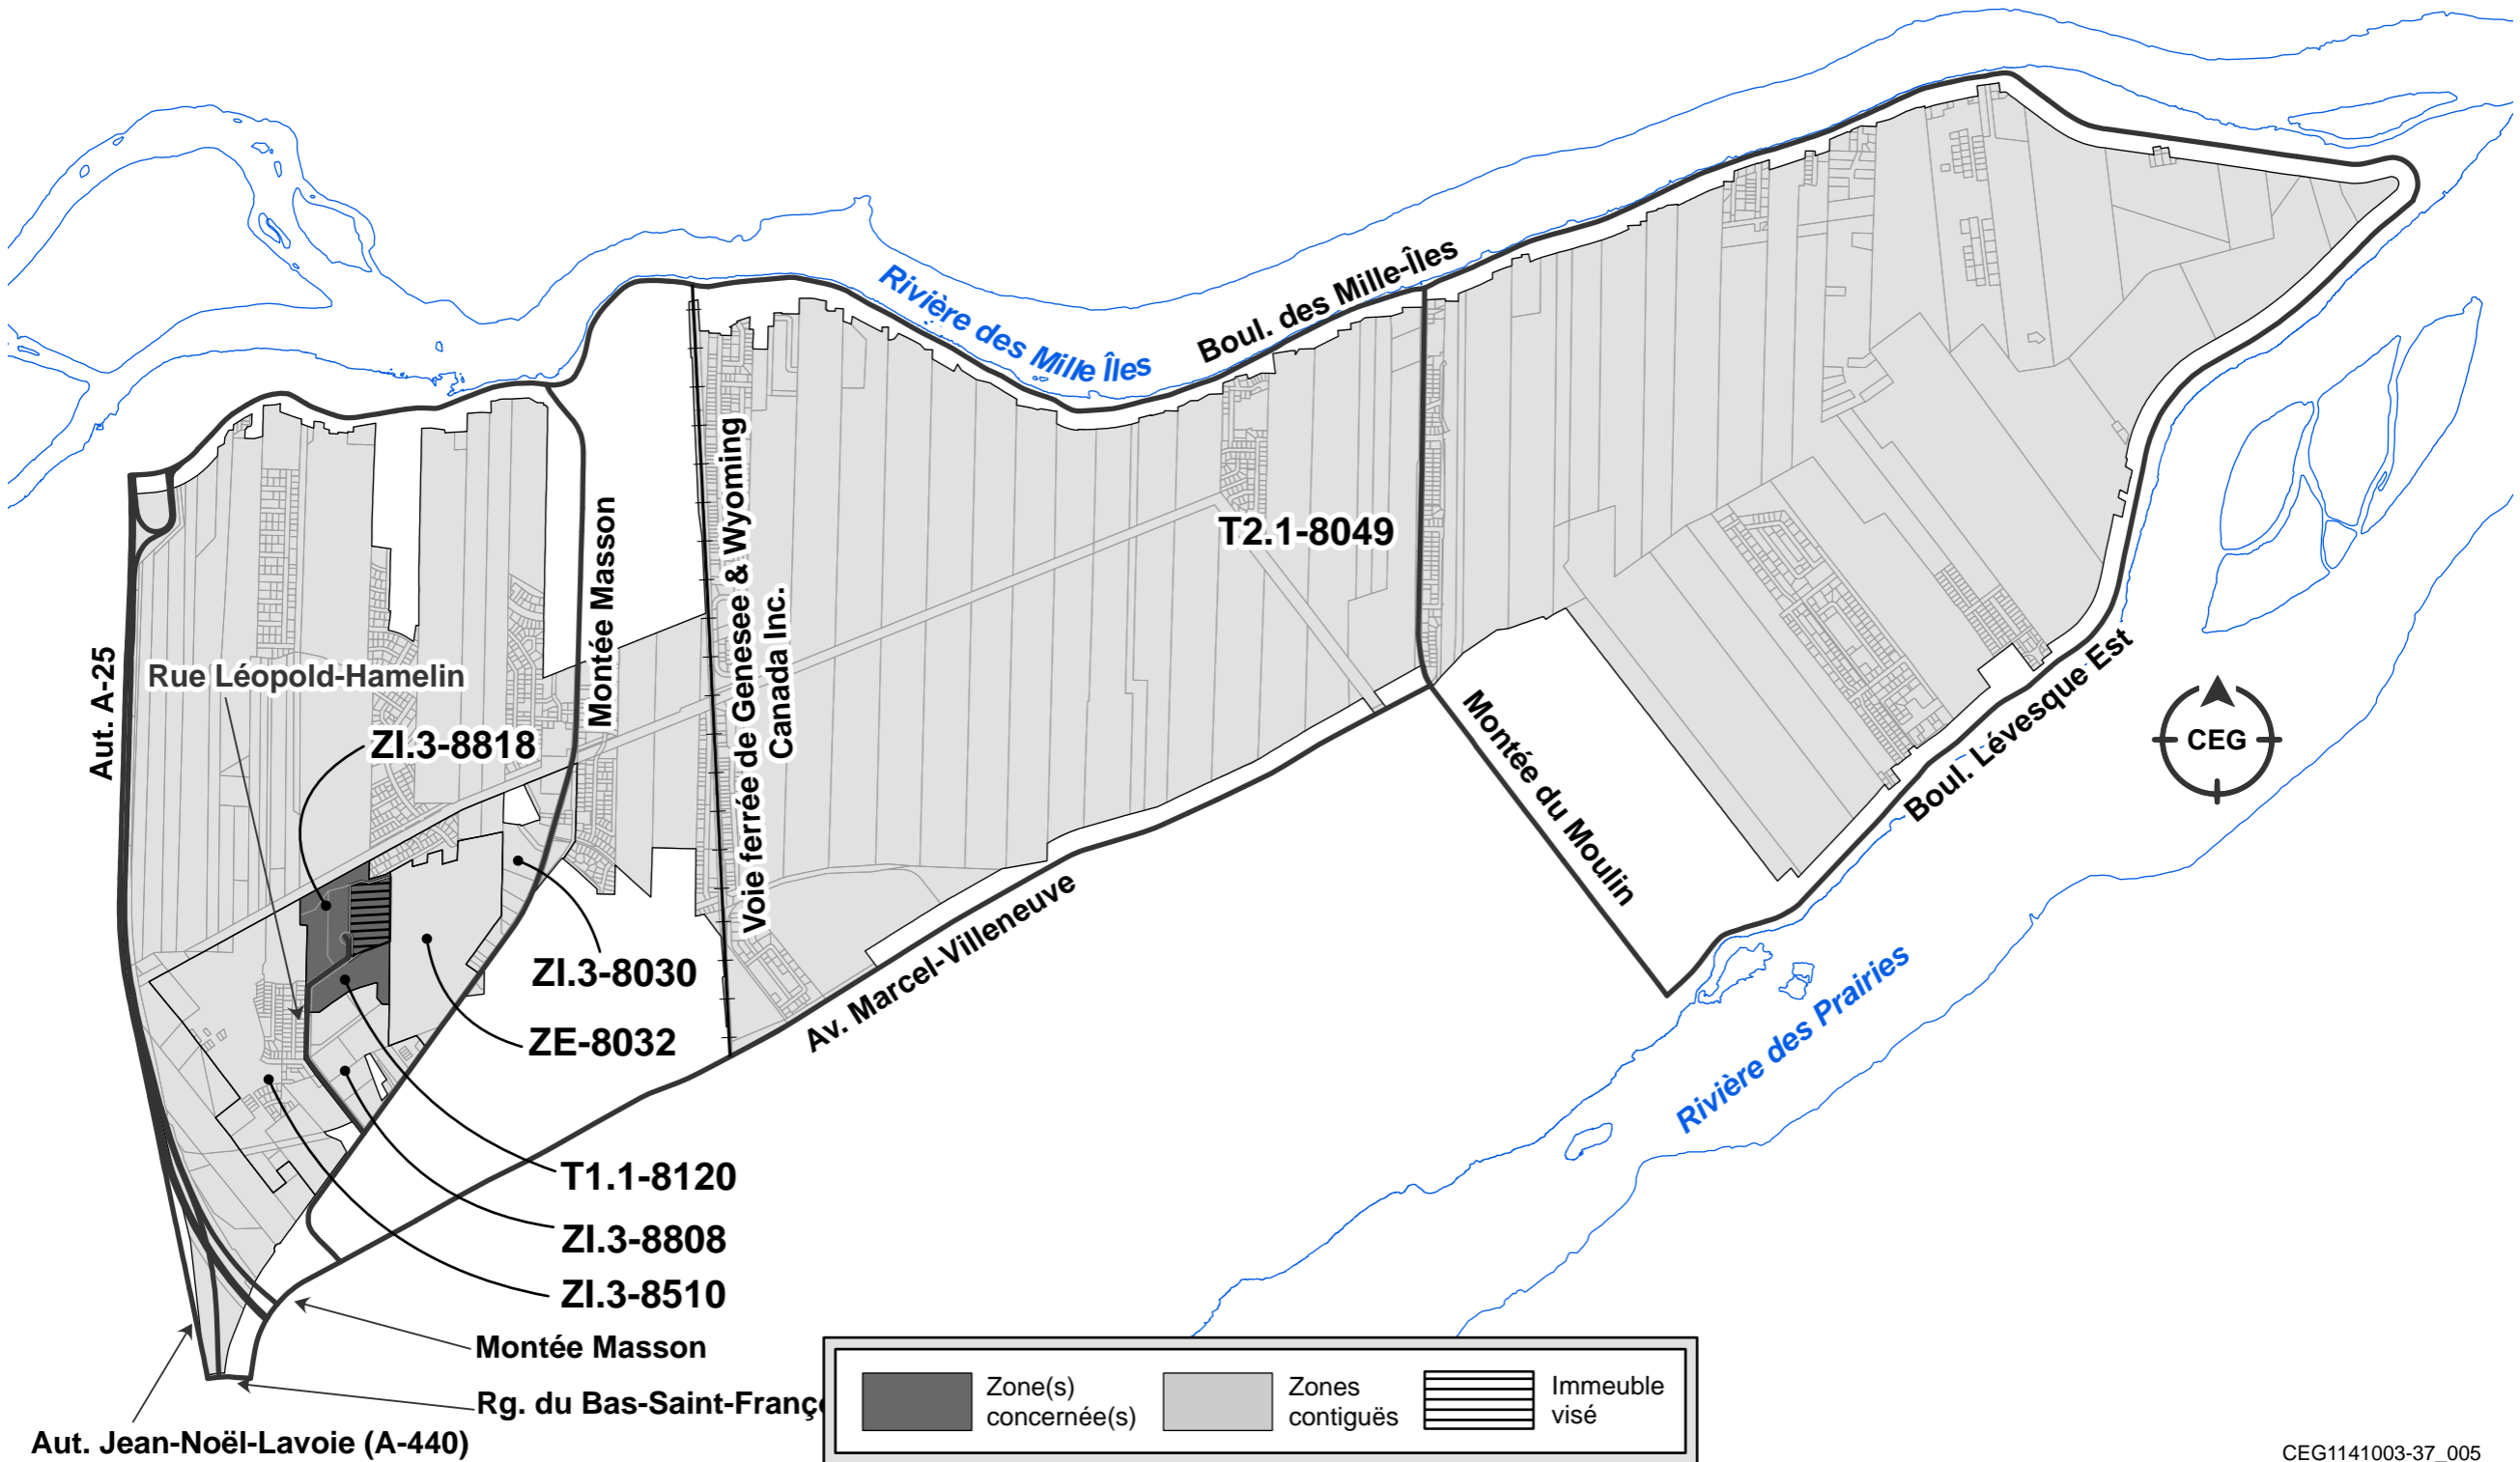 Rivière des Mille Îles
Boul. des Mille-Îles
Montée Masson
Voie ferrée de Genesee & Wyoming
Canada Inc.
T2.1-8049
Aut. A-25
Rue Léopold-Hamelin
ZI.3-8818
Montée du Moulin
Boul. Lévesque Est
CEG
ZI.3-8030
ZE-8032
Av. Marcel-Villeneuve
Rivière des Prairies
T1.1-8120
ZI.3-8808
ZI.3-8510
Montée Masson
Rg. du Bas-Saint-Franç
Aut. Jean-Noël-Lavoie (A-440)
Zone(s)
concernée(s)
Zones
contiguës
Immeuble
visé
CEG1141003-37_005